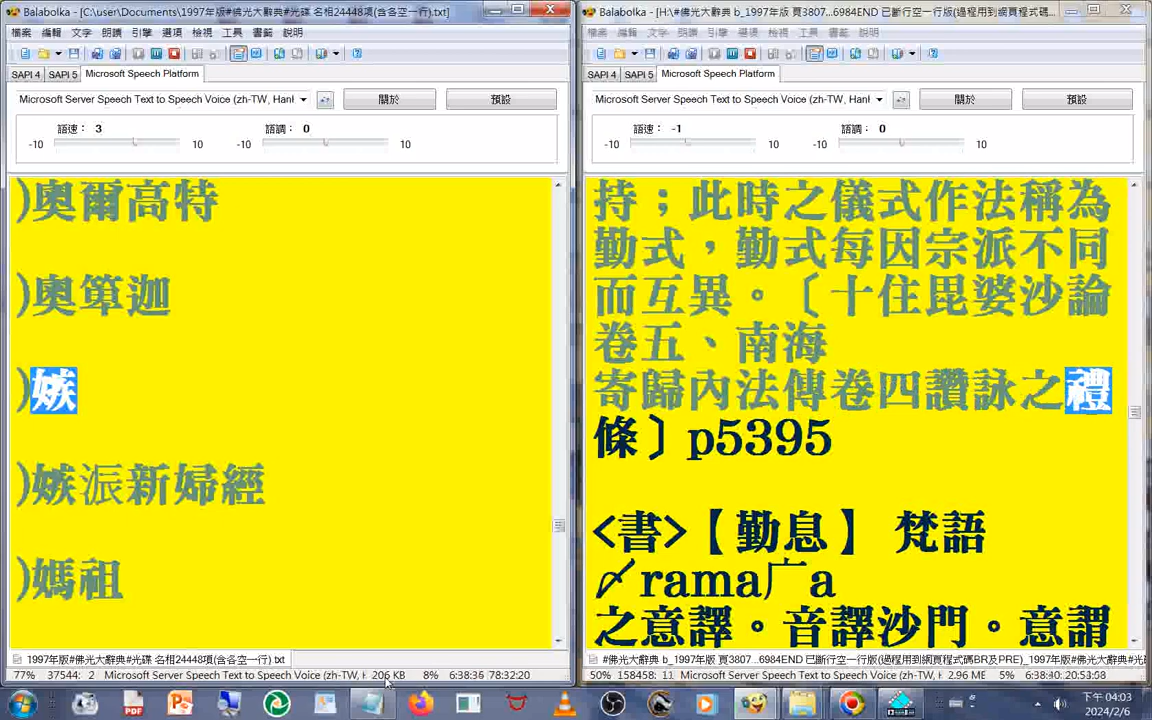 Balabolka - [C:\user\Documents\1997年版#佛光大辭典#光碟 名相24448項(含各空一行).txt]
檔案 編輯 文字 朗讀 引擎 選項 檢視 工具 書籤 說明
SAPI 4 SAPI 5 Microsoft Speech Platform
Microsoft Server Speech Text to Speech Voice (zh-TW, Hanl
關於 預設
語速： 3 語調： 0
-10 10 -10 10
)奧爾高特
)奧箄迦
)嫉
)嫉派新婦經
)媽祖
1997年版#佛光大辭典#光碟 名相24448項(含各空一行).txt
77% 37544: 2 Microsoft Server Speech Text to Speech Voice (zh-TW, H 206 KB 8% 6:38:36 78:32:20
Balabolka - [H:\#佛光大辭典 b_1997年版 頁3807...6984END 已斷行空一行版(過程用到網頁程式碼...
檔案 編輯 文字 朗讀 引擎 選項 檢視 工具 書籤 說明
SAPI 4 SAPI 5 Microsoft Speech Platform
Microsoft Server Speech Text to Speech Voice (zh-TW, Hanl
關於 預設
語速： -1 語調： 0
-10 10 -10 10
持；此時之儀式作法稱為
勤式，勤式每因宗派不同
而互異。〔十住毘婆沙論
卷五、南海
寄歸內法傳卷四讚詠之禮
條〕p5395
<書>【勤息】 梵語
〆rama广a
之意譯。音譯沙門。意謂
#佛光大辭典 b_1997年版 頁3807...6984END 已斷行空一行版(過程用到網頁程式碼BR及PRE)_1997年版#佛光大辭典#光
50% 158458: 11 Microsoft Server Speech Text to Speech Voice (zh-TW, H 2.96 MB 5% 6:38:40 20:53:08
下午 04:03
2024/2/6